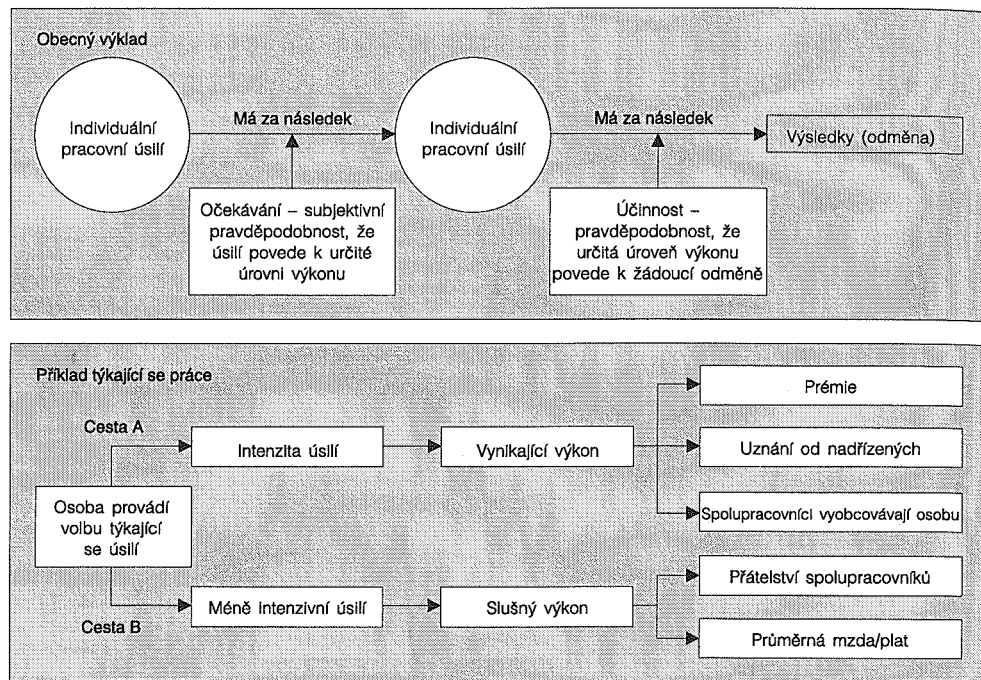 Obecný výklad
Individuální
pracovní úsilí
Má za následek
Individuální
pracovní úsilí
Má za následek
Výsledky (odměna)
Očekávání – subjektivní
pravděpodobnost, že
úsilí povede k určité
úrovni výkonu
Účinnost –
pravděpodobnost, že
určitá úroveň výkonu
povede k žádoucí odměně
Příklad týkající se práce
Cesta A
Intenzita úsilí
Vynikající výkon
Prémie
Uznání od nadřízených
Spolupracovníci vyobcovávají osobu
Osoba provádí
volbu týkající
se úsilí
Cesta B
Méně intenzivní úsilí
Slušný výkon
Přátelství spolupracovníků
Průměrná mzda/plat